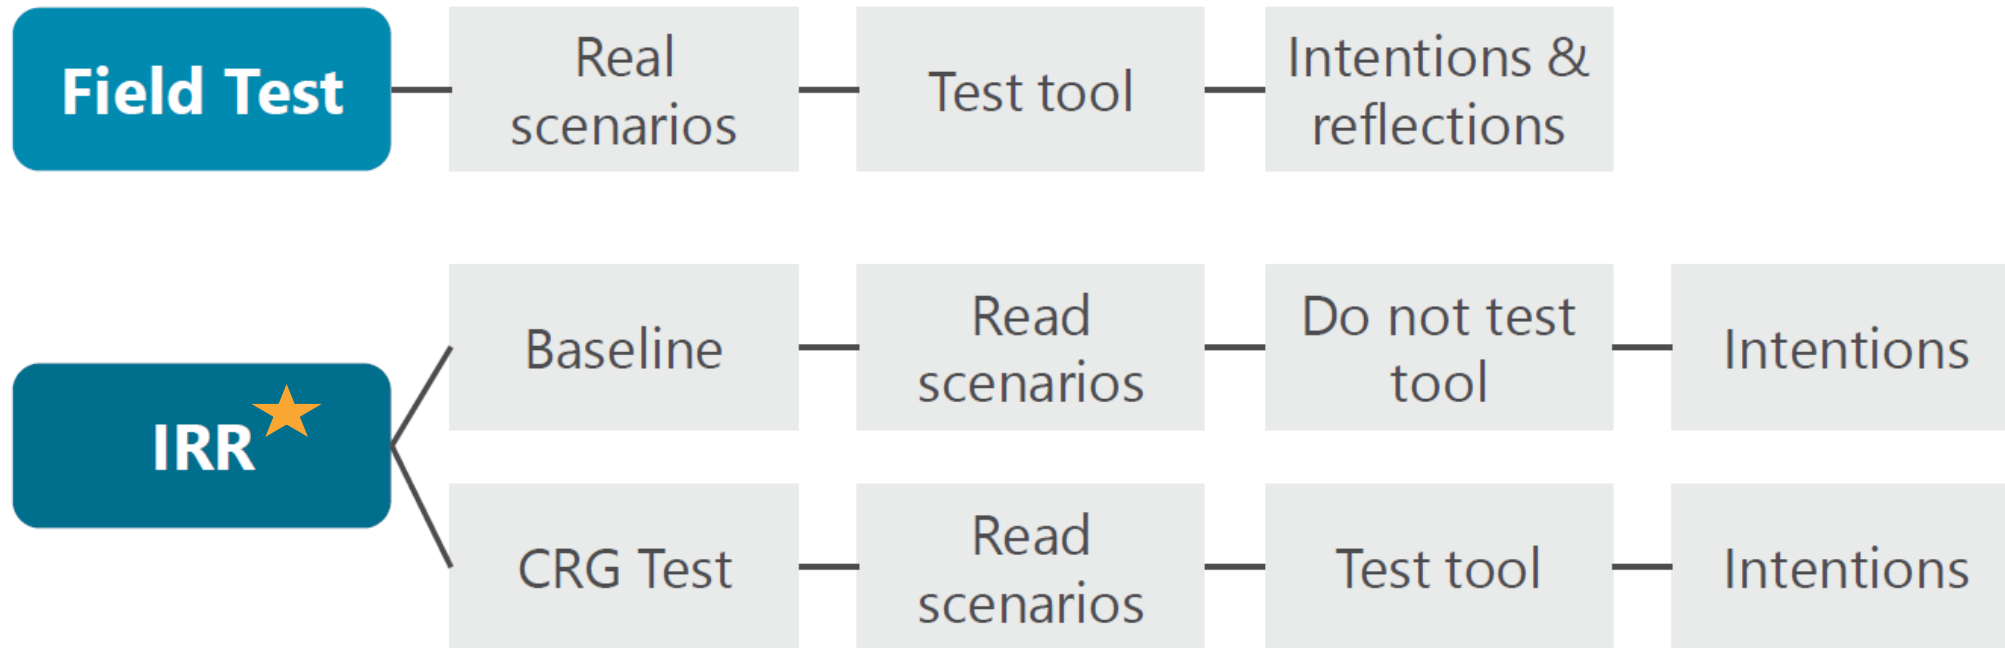 Field Test
Real
scenarios
Test tool
Intentions &
reflections
IRR
Baseline
Read
scenarios
Do not test
tool
Intentions
CRG Test
Read
scenarios
Test tool
Intentions